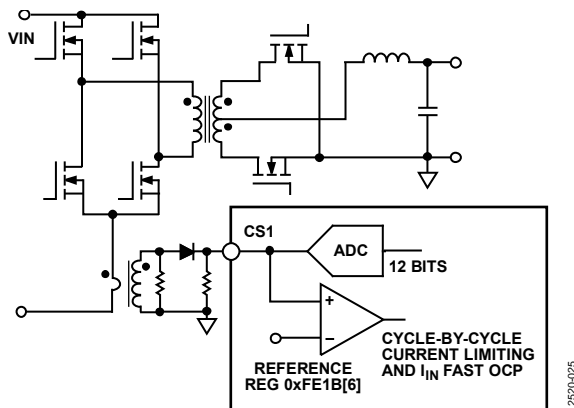 VIN
CS1
ADC
12 BITS
+
−
REFERENCE
REG 0xFE1B[6]
CYCLE-BY-CYCLE
CURRENT LIMITING
AND IIN FAST OCP
2520-025